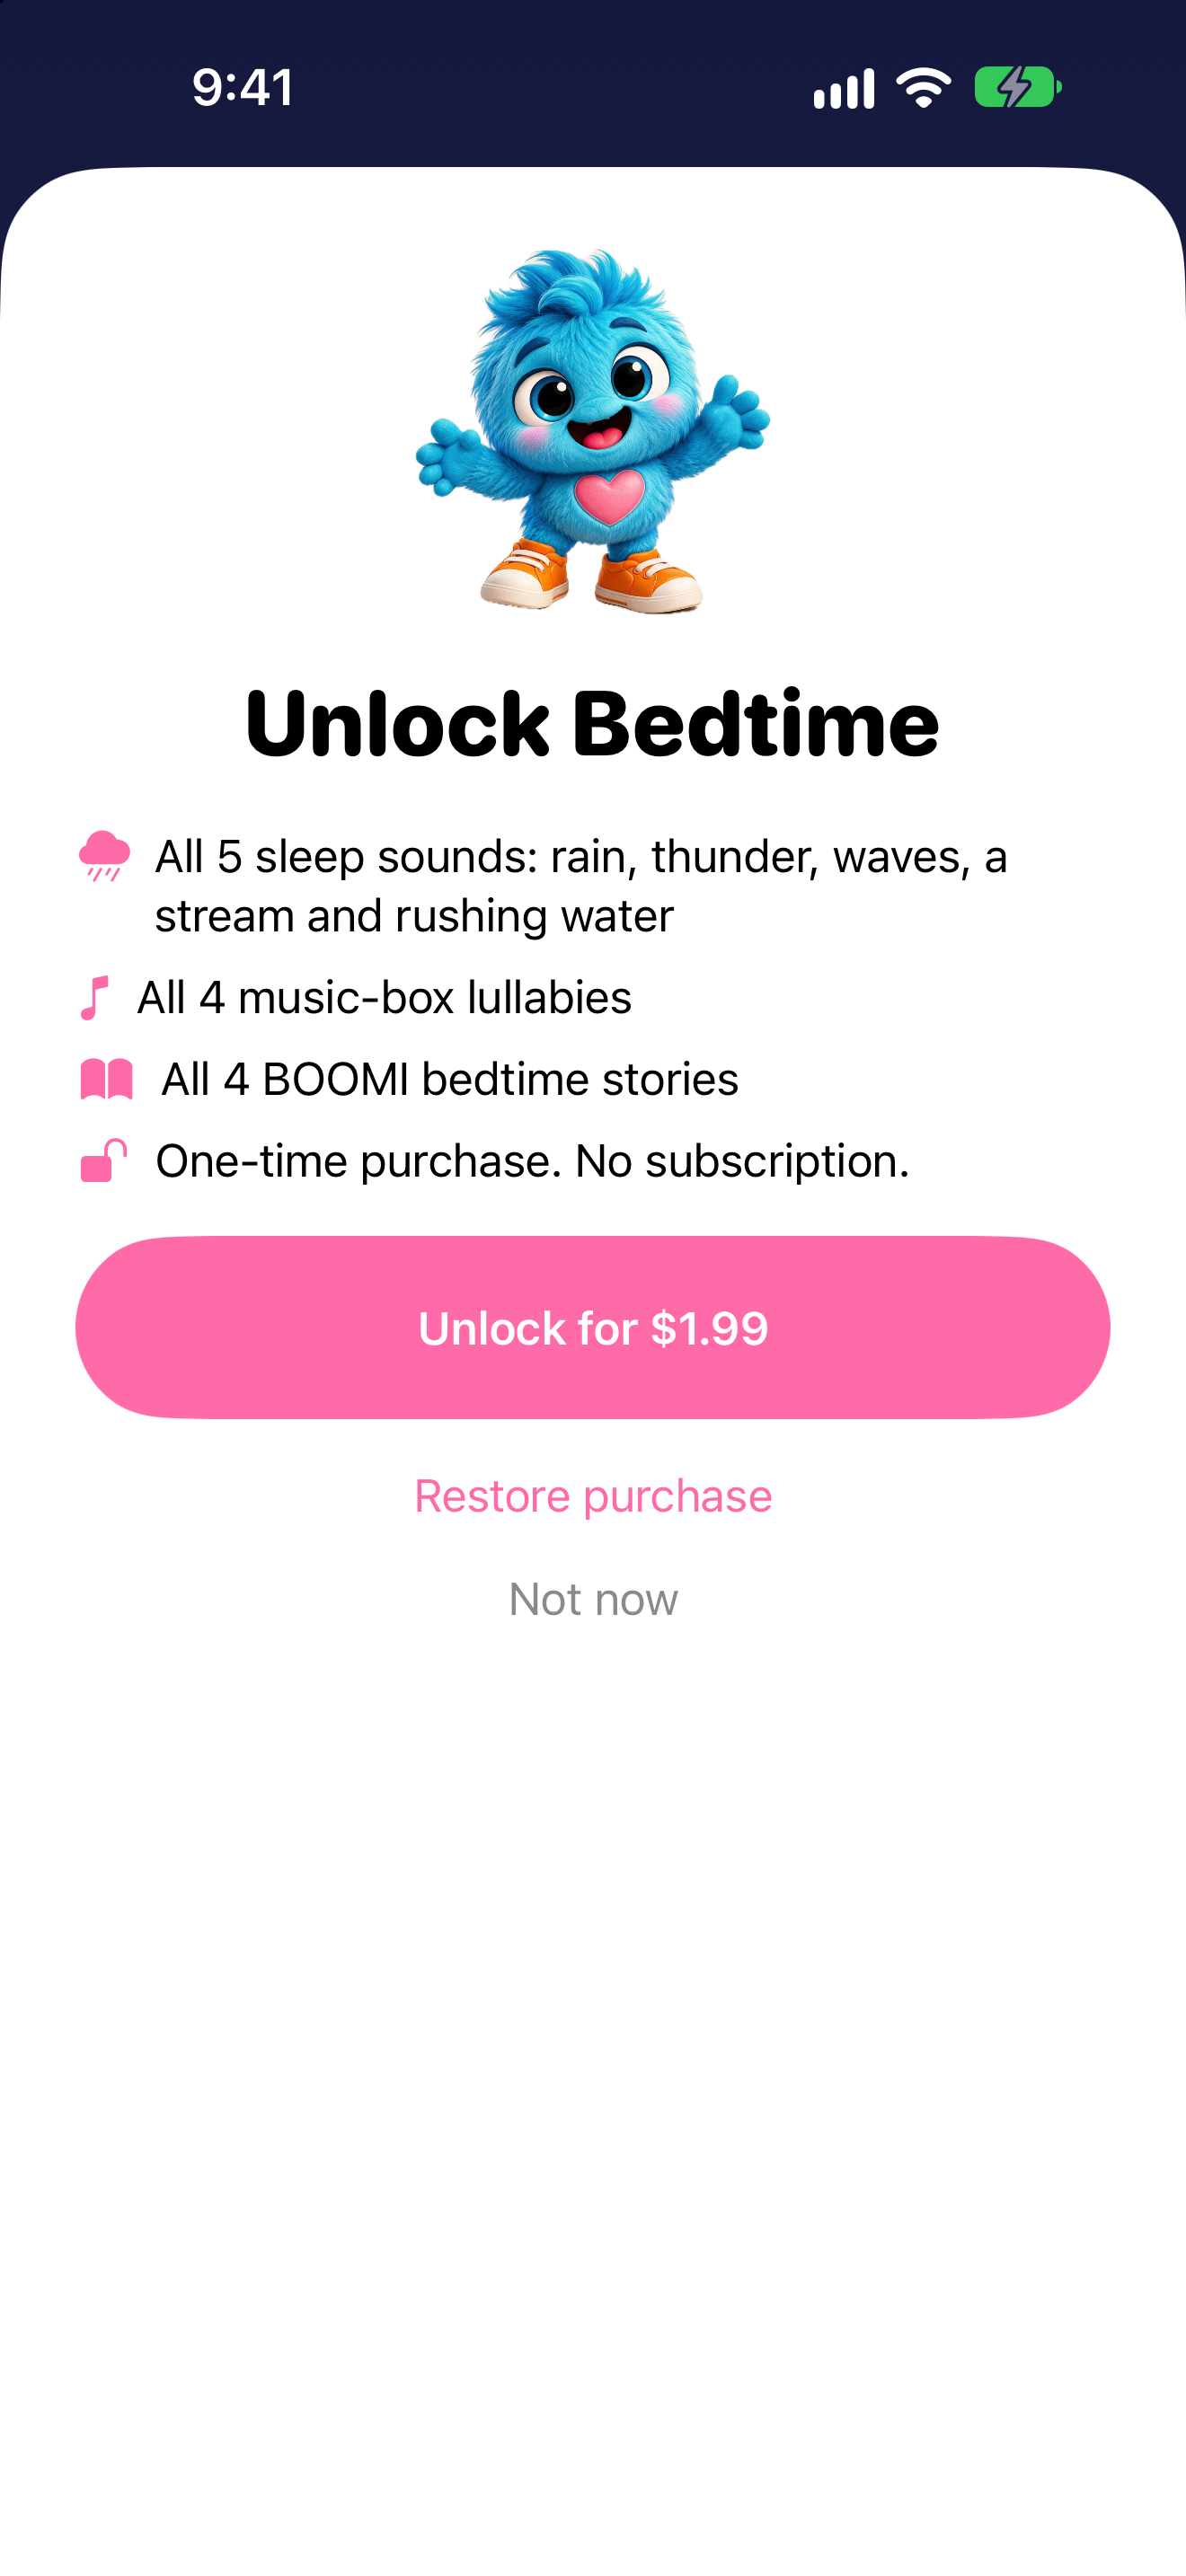 9:41
Unlock Bedtime
All 5 sleep sounds: rain, thunder, waves, a
stream and rushing water
All 4 music-box lullabies
All 4 BOOMI bedtime stories
One-time purchase. No subscription.
Unlock for $1.99
Restore purchase
Not now